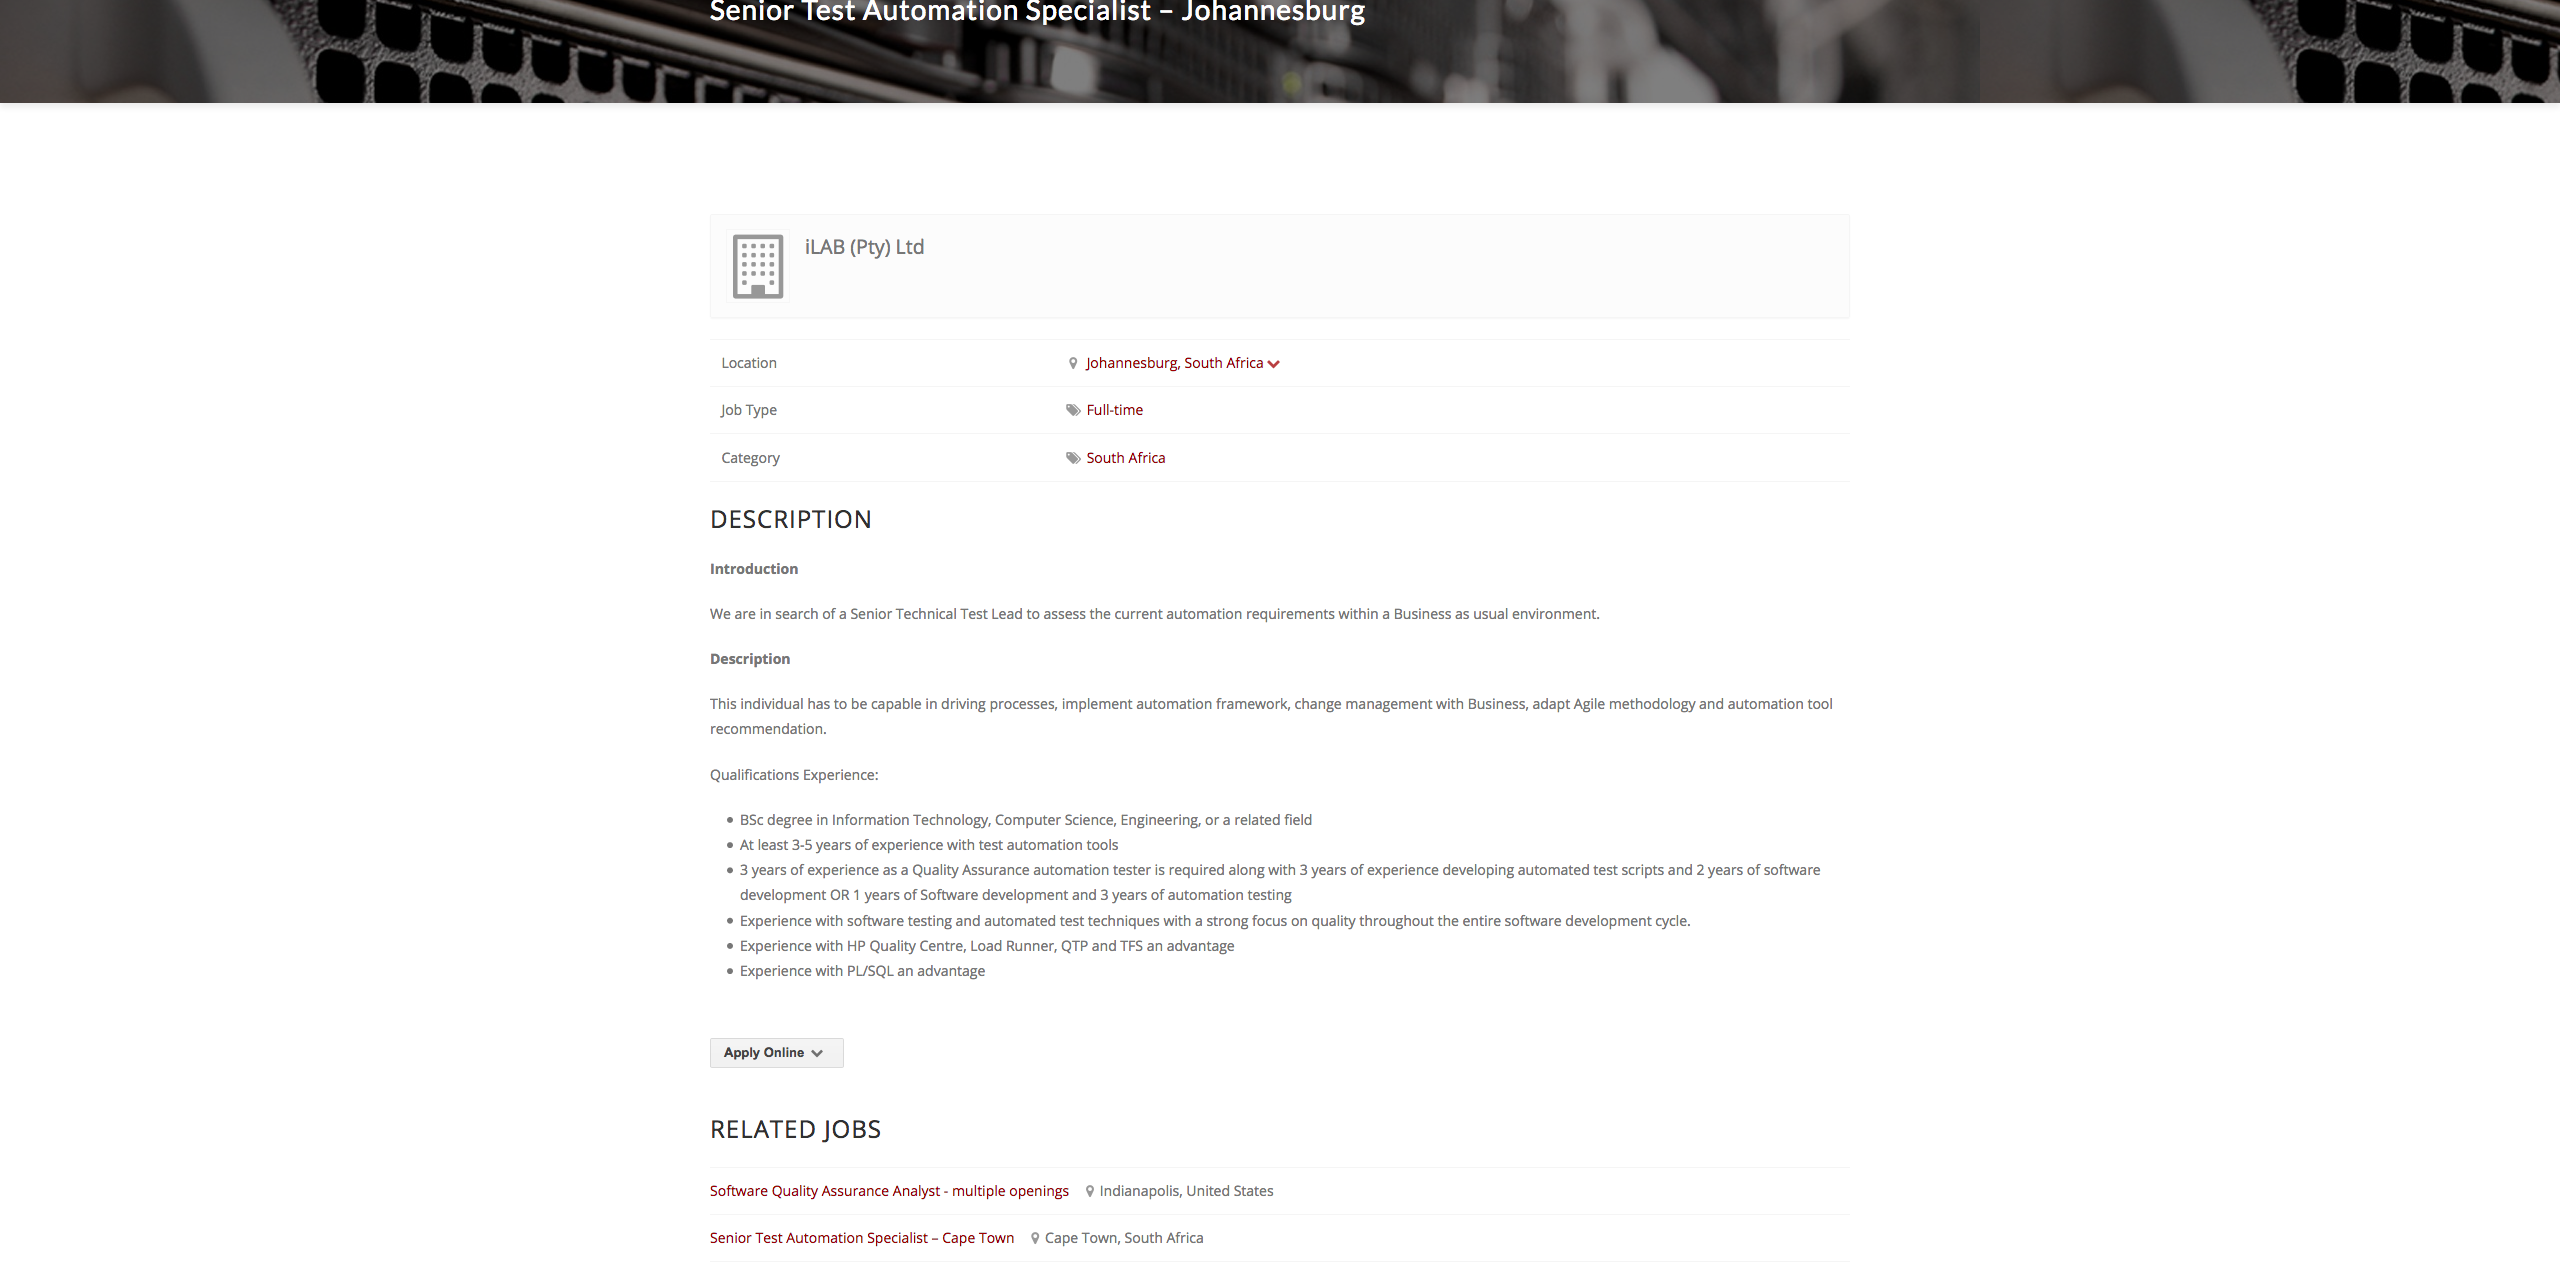 Senior Test Automation Specialist – Johannesburg
iLAB (Pty) Ltd
Location
Johannesburg, South Africa
Job Type
Full-time
Category
South Africa
DESCRIPTION
Introduction
We are in search of a Senior Technical Test Lead to assess the current automation requirements within a Business as usual environment.
Description
This individual has to be capable in driving processes, implement automation framework, change management with Business, adapt Agile methodology and automation tool
recommendation.
Qualifications Experience:
BSc degree in Information Technology, Computer Science, Engineering, or a related field
At least 3-5 years of experience with test automation tools
3 years of experience as a Quality Assurance automation tester is required along with 3 years of experience developing automated test scripts and 2 years of software
development OR 1 years of Software development and 3 years of automation testing
Experience with software testing and automated test techniques with a strong focus on quality throughout the entire software development cycle.
Experience with HP Quality Centre, Load Runner, QTP and TFS an advantage
Experience with PL/SQL an advantage
Apply Online
RELATED JOBS
Software Quality Assurance Analyst - multiple openings Indianapolis, United States
Senior Test Automation Specialist – Cape Town Cape Town, South Africa